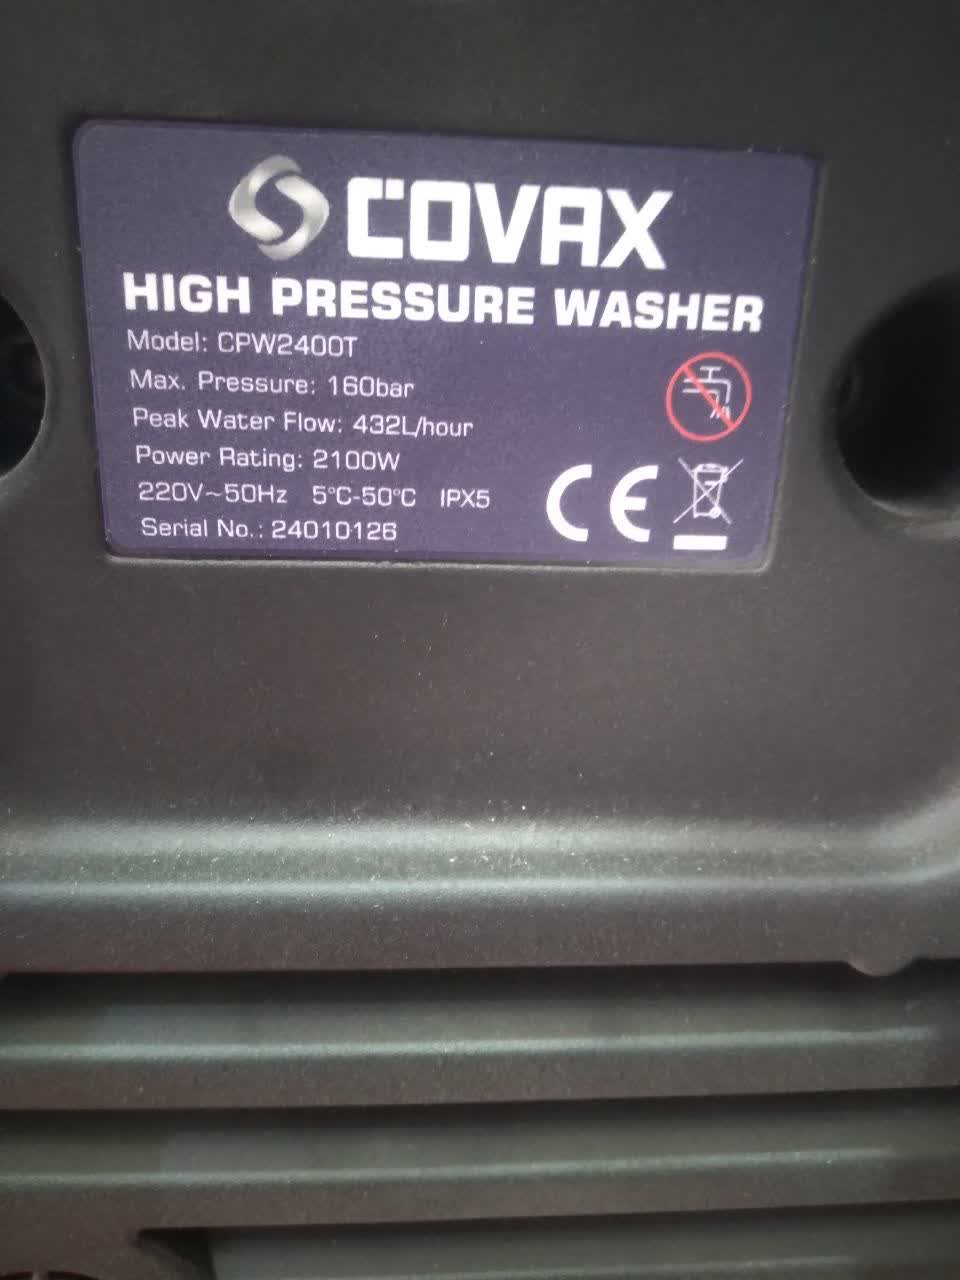 COVAX
HIGH PRESSURE WASHER
Model: CPW2400T
Max. Pressure: 160bar
Peak Water Flow: 432L/hour
Power Rating: 2100W
220V~50Hz 5°C-50°C IPX5
Serial No.: 24010126
CE